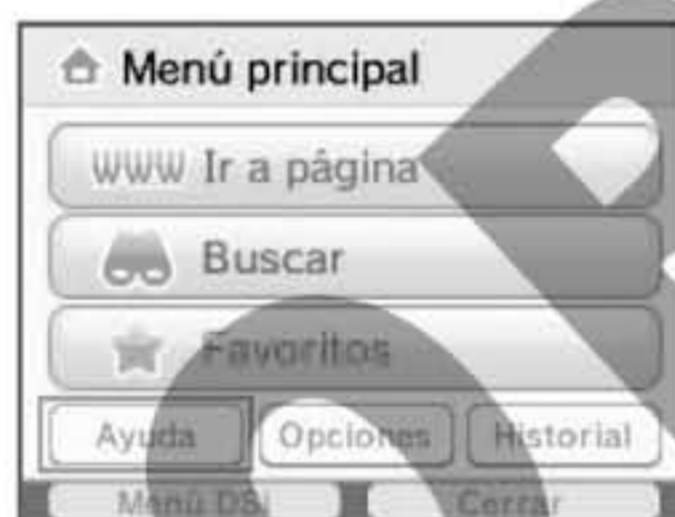 Menú principal
WWW Ir a página
Buscar
Favoritos
Ayuda Opciones Historial
Menú DSi Cerrar